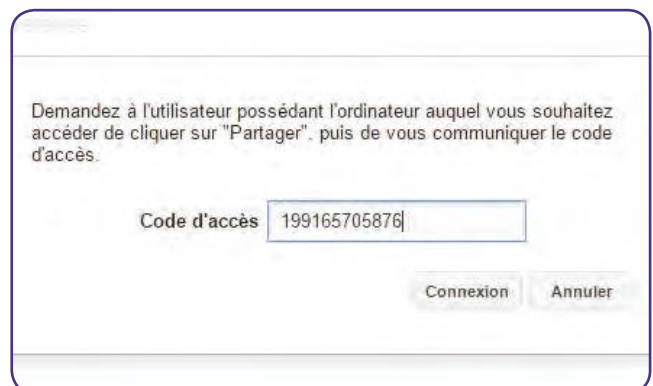 Demandez à l'utilisateur possédant l'ordinateur auquel vous souhaitez
accéder de cliquer sur "Partager", puis de vous communiquer le code
d'accès.
Code d'accès 199165705876
Connexion Annuler